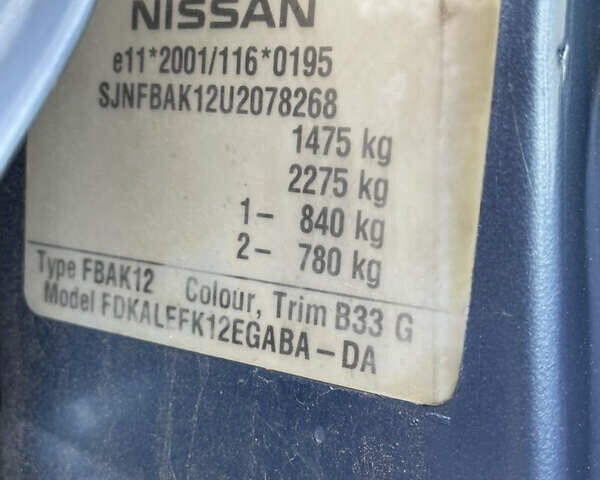 NISSAN
e11*2001/116*0195
SJNFBAK12U2078268
1475 kg
2275 kg
1- 840 kg
2- 780 kg
Type FBAK12 Colour, Trim B33 G
Model FDKALEFK12EGABA-DA